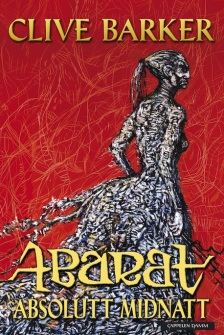 CLIVE BARKER
ABARAT
ABSOLUTT MIDNATT
CAPPELEN DAMM